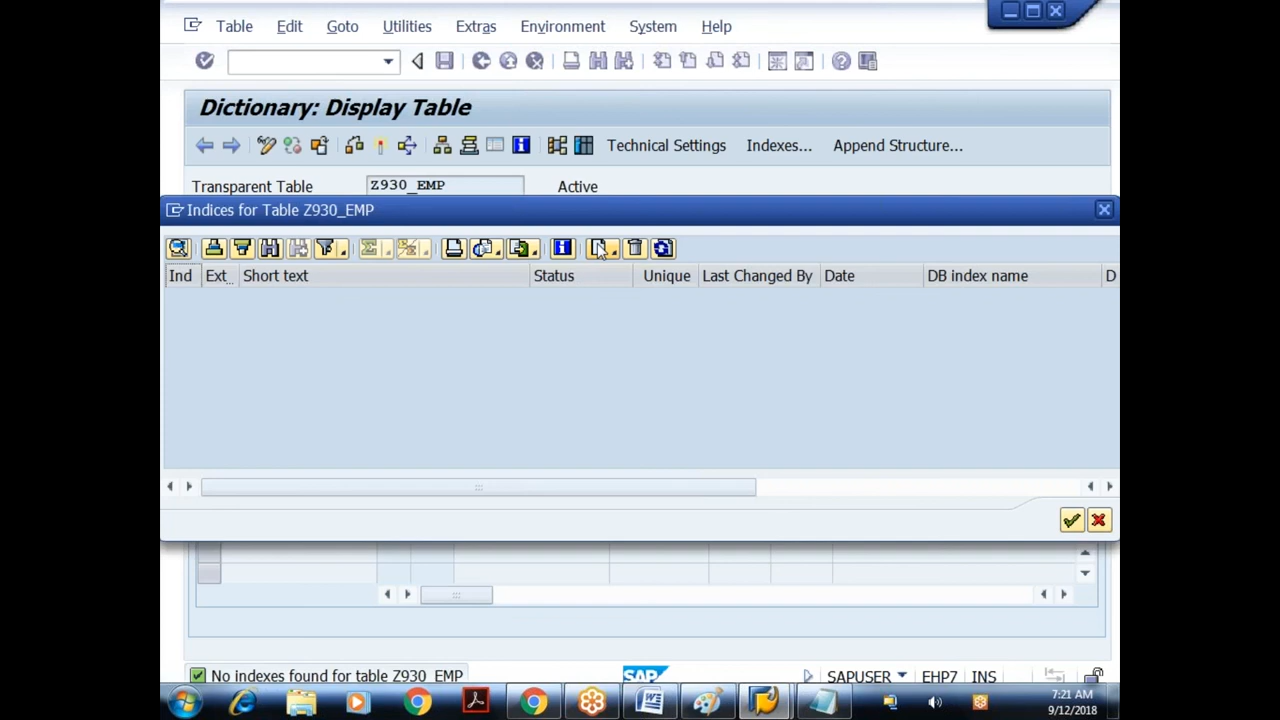 Table Edit Goto Utilities Extras Environment System Help
Dictionary: Display Table
Technical Settings Indexes... Append Structure...
Transparent Table Z930_EMP Active
Indices for Table Z930_EMP
Ind Ext... Short text Status Unique Last Changed By Date DB index name D
No indexes found for table Z930_EMP SAP SAPUSER EHP7 INS
7:21 AM
9/12/2018